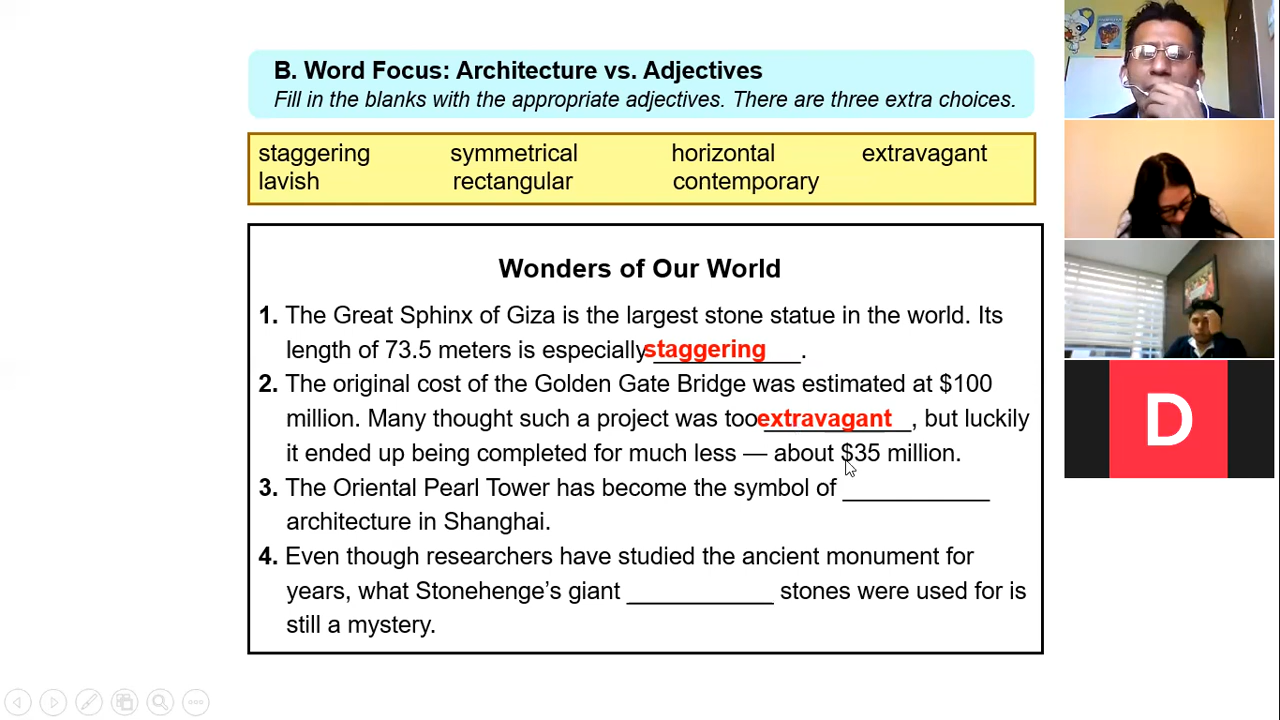 B. Word Focus: Architecture vs. Adjectives
Fill in the blanks with the appropriate adjectives. There are three extra choices.
staggering symmetrical horizontal extravagant
lavish rectangular contemporary
Wonders of Our World
1. The Great Sphinx of Giza is the largest stone statue in the world. Its
length of 73.5 meters is especially staggering.
2. The original cost of the Golden Gate Bridge was estimated at $100
million. Many thought such a project was too extravagant, but luckily
it ended up being completed for much less — about $35 million.
3. The Oriental Pearl Tower has become the symbol of ___________
architecture in Shanghai.
4. Even though researchers have studied the ancient monument for
years, what Stonehenge’s giant ___________ stones were used for is
still a mystery.
D